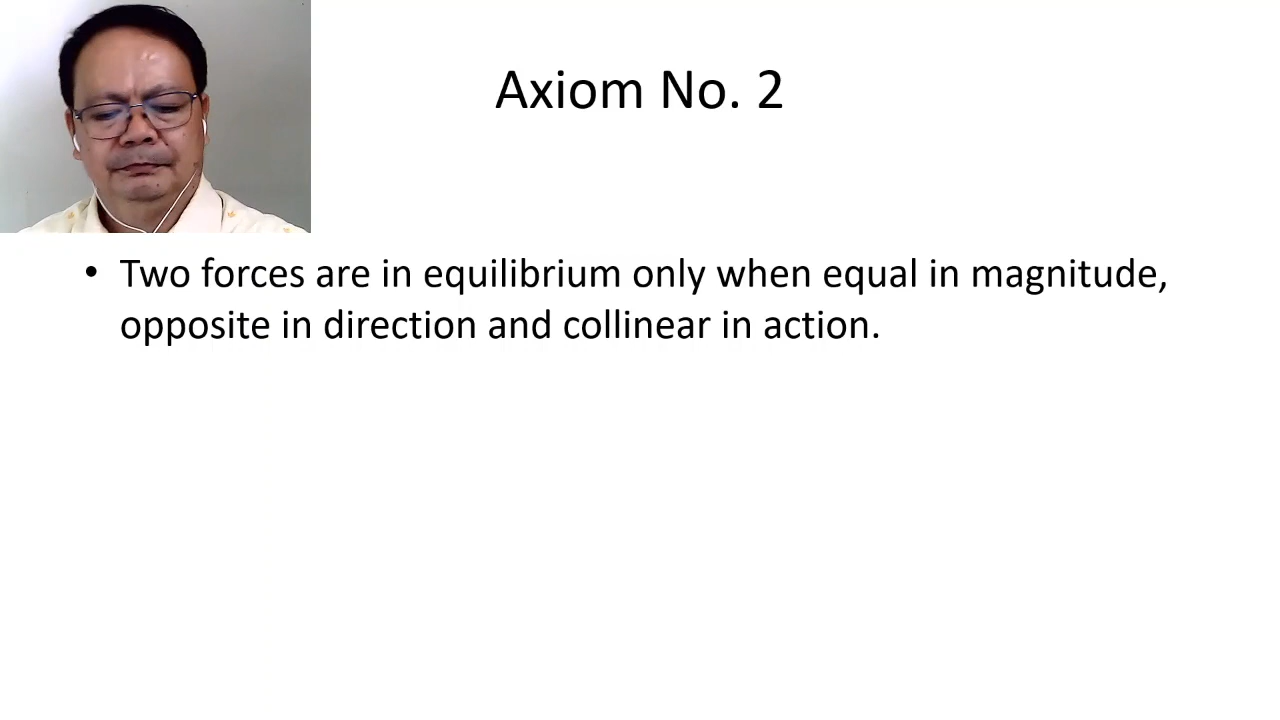 Axiom No. 2
• Two forces are in equilibrium only when equal in magnitude,
opposite in direction and collinear in action.